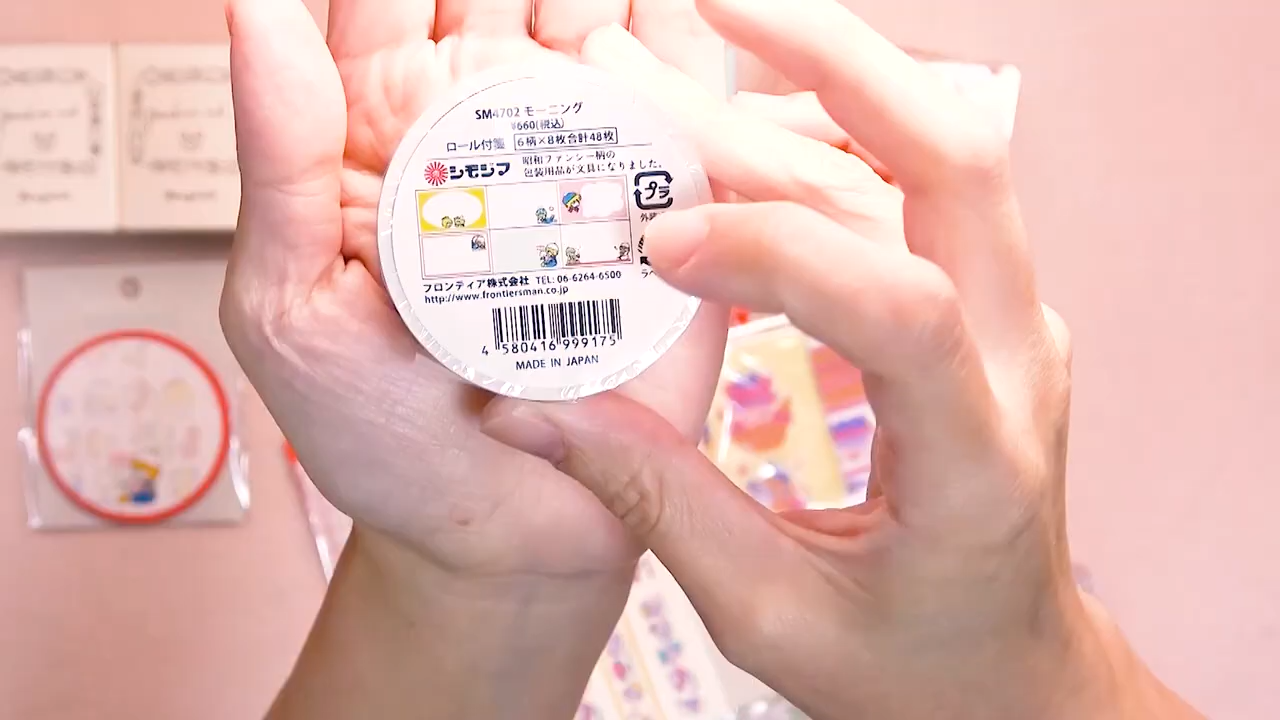 SM4702 モーニング
¥660(税込)
ロール付箋 6柄×8枚合計48枚
シモジマ 昭和ファンシー柄の
包装用品が文具になりました。
プラ
外装
ラベ
フロンティア株式会社 TEL: 06-6264-6500
http://www.frontiersman.co.jp
4 580416 999175
MADE IN JAPAN